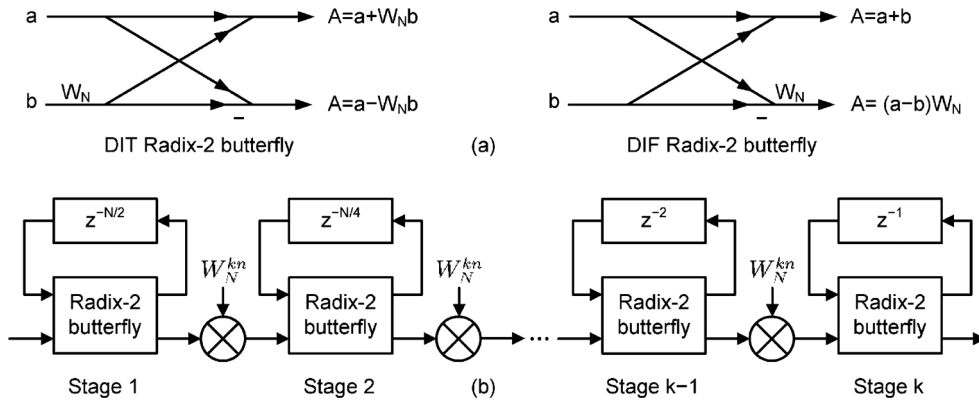 a
A=a+W_N b
W_N
b
A=a−W_N b
−
DIT Radix-2 butterfly
(a)
a
A=a+b
b
W_N
A= (a−b)W_N
−
DIF Radix-2 butterfly
z^{−N/2}
z^{−N/4}
z^{−2}
z^{−1}
W_N^{kn}
W_N^{kn}
W_N^{kn}
Radix-2
butterfly
Radix-2
butterfly
...
Radix-2
butterfly
Radix-2
butterfly
Stage 1
Stage 2
(b)
Stage k−1
Stage k